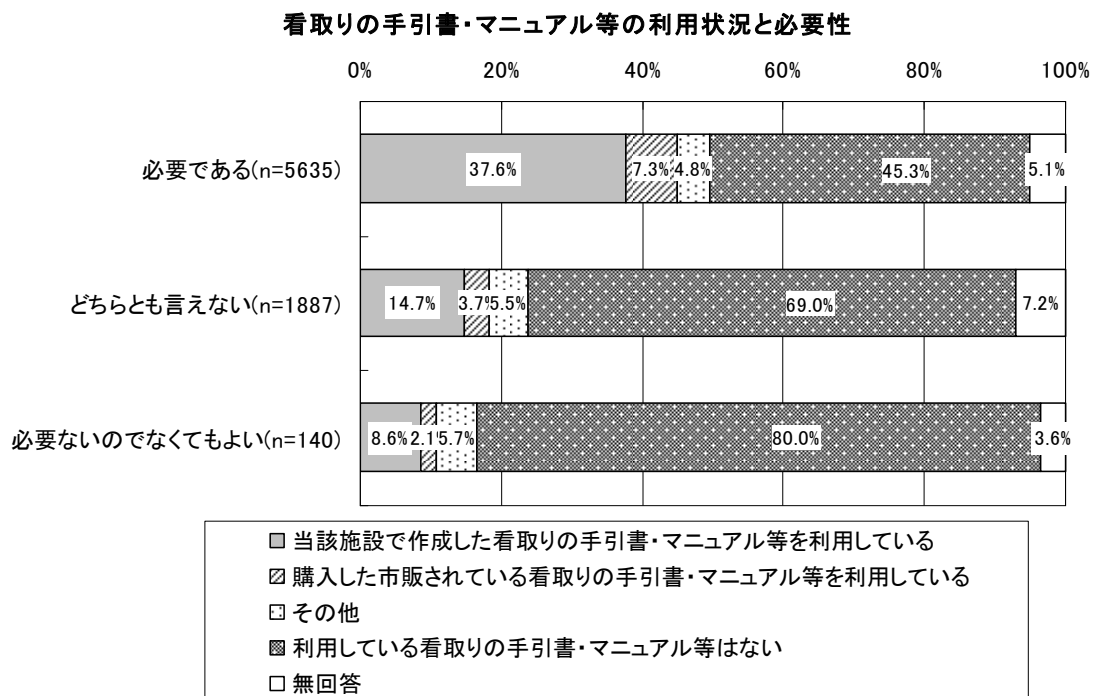 看取りの手引書・マニュアル等の利用状況と必要性
0% 20% 40% 60% 80% 100%
必要である(n=5635) 37.6% 7.3% 4.8% 45.3% 5.1%
どちらとも言えない(n=1887) 14.7% 3.7% 5.5% 69.0% 7.2%
必要ないのでなくてもよい(n=140) 8.6% 2.1% 5.7% 80.0% 3.6%
当該施設で作成した看取りの手引書・マニュアル等を利用している
購入した市販されている看取りの手引書・マニュアル等を利用している
その他
利用している看取りの手引書・マニュアル等はない
無回答